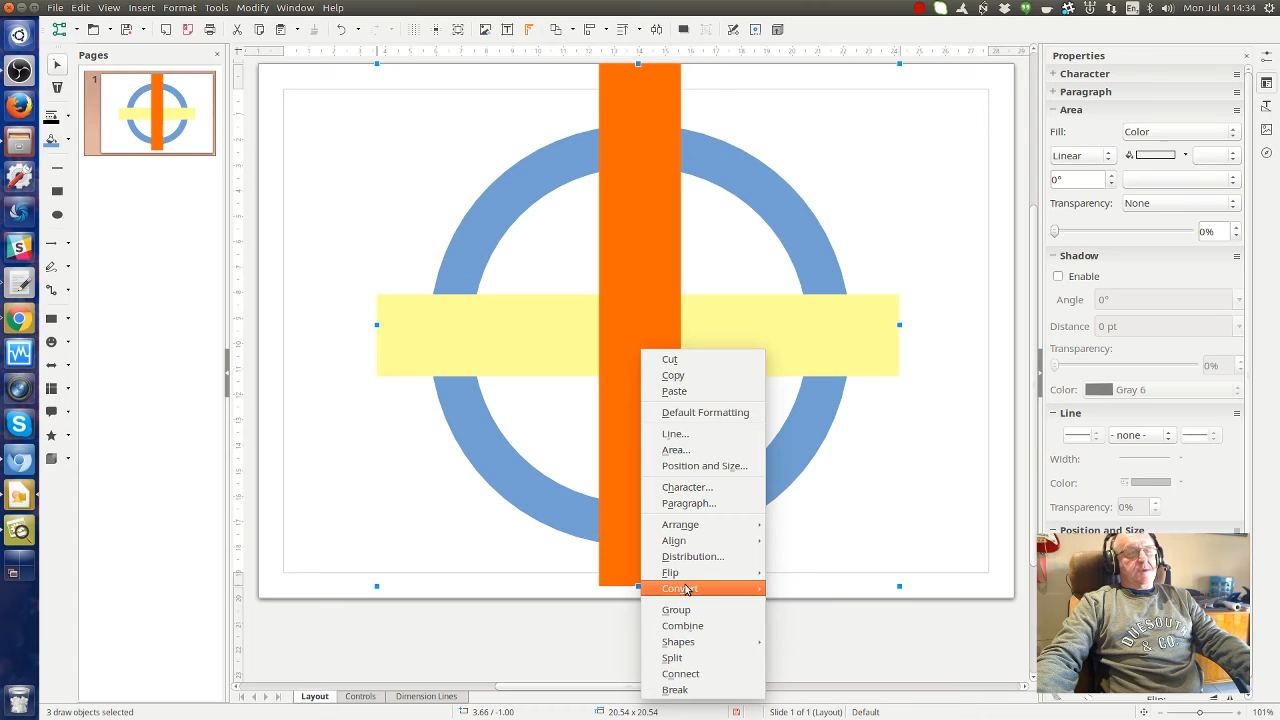 File Edit View Insert Format Tools Modify Window Help
En
Mon Jul 4 14:34
Pages
1
Properties
Character
Paragraph
Area
Fill: Color
Linear
0°
Transparency: None
0%
Shadow
Enable
Angle 0°
Distance 0 pt
Transparency:
0%
Color: Gray 6
Line
- none -
Width:
Color:
Transparency: 0%
Position and Size
Cut
Copy
Paste
Default Formatting
Line...
Area...
Position and Size...
Character...
Paragraph...
Arrange
Align
Distribution...
Flip
Convert
Group
Combine
Shapes
Split
Connect
Break
DUESOUTH
& Co.
Layout Controls Dimension Lines
3 draw objects selected 3.66 / -1.00 20.54 x 20.54 Slide 1 of 1 (Layout) Default 101%